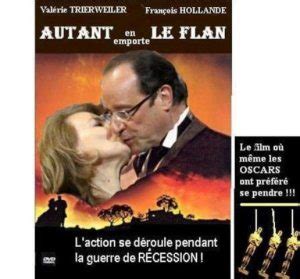 Valérie TRIERWEILER François HOLLANDE
AUTANT en emporte LE FLAN
L'action se déroule pendant
la guerre de RÉCESSION !
DVD
Le film où
même les
OSCARS
ont préféré
se pendre !!!